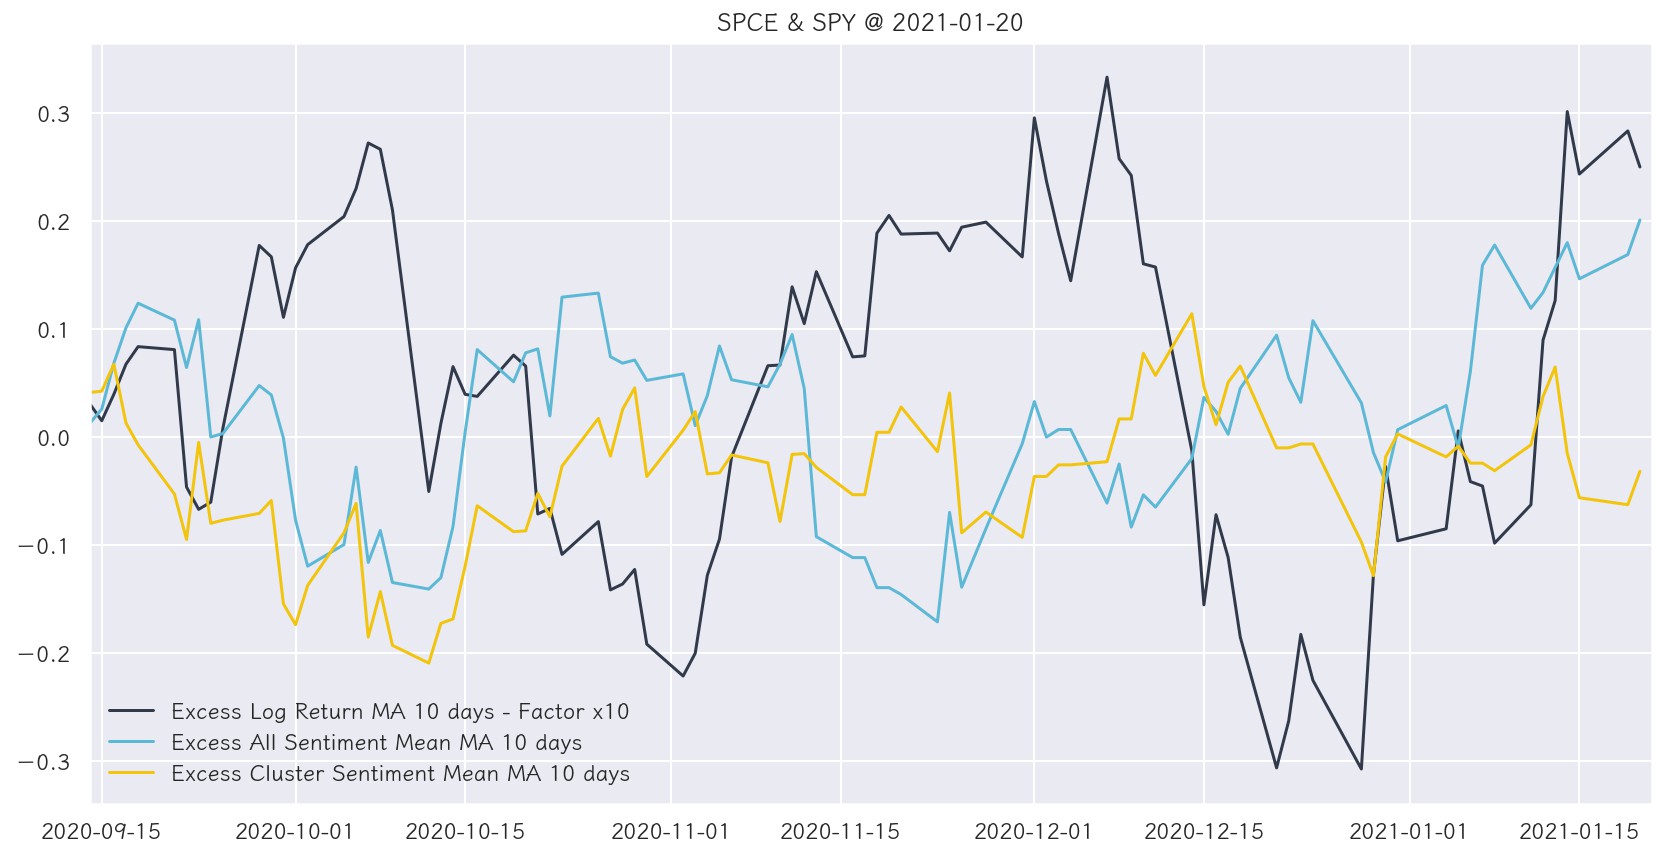 SPCE & SPY @ 2021-01-20
0.3
0.2
0.1
0.0
−0.1
−0.2
−0.3
Excess Log Return MA 10 days - Factor x10
Excess All Sentiment Mean MA 10 days
Excess Cluster Sentiment Mean MA 10 days
2020-09-15 2020-10-01 2020-10-15 2020-11-01 2020-11-15 2020-12-01 2020-12-15 2021-01-01 2021-01-15